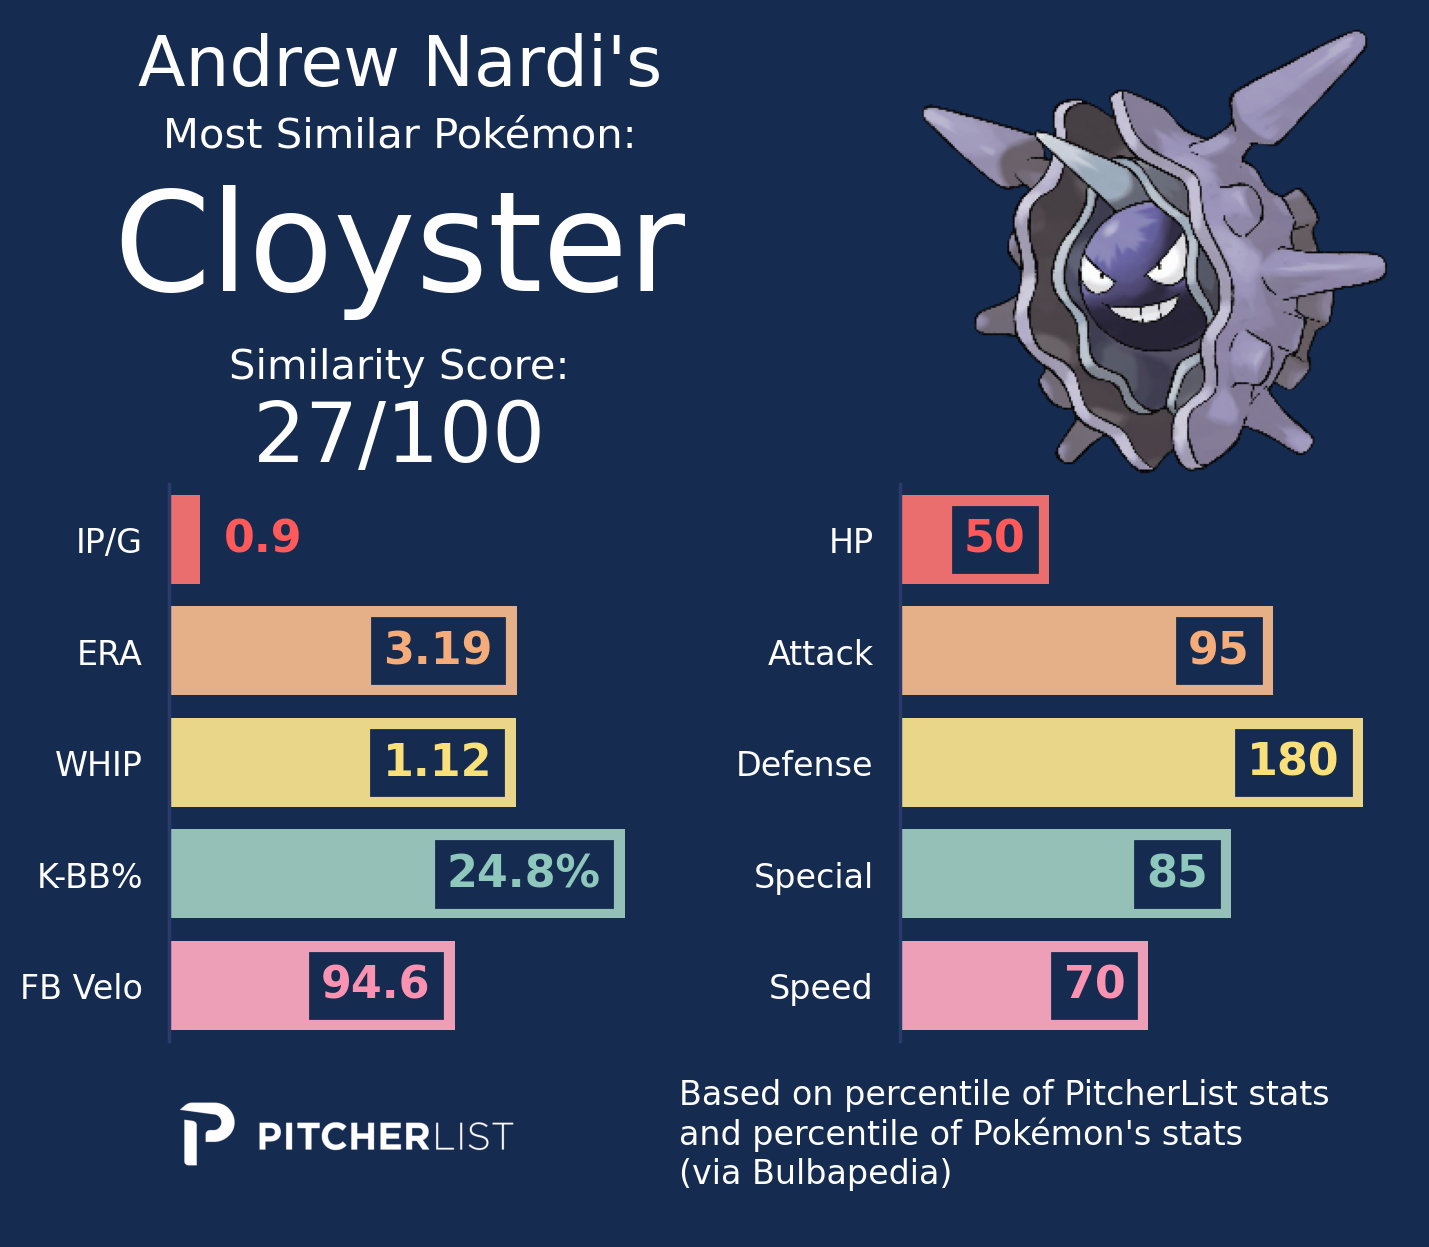 Andrew Nardi's
Most Similar Pokémon:
Cloyster
Similarity Score:
27/100
IP/G 0.9
ERA 3.19
WHIP 1.12
K-BB% 24.8%
FB Velo 94.6
HP 50
Attack 95
Defense 180
Special 85
Speed 70
PITCHERLIST
Based on percentile of PitcherList stats
and percentile of Pokémon's stats
(via Bulbapedia)